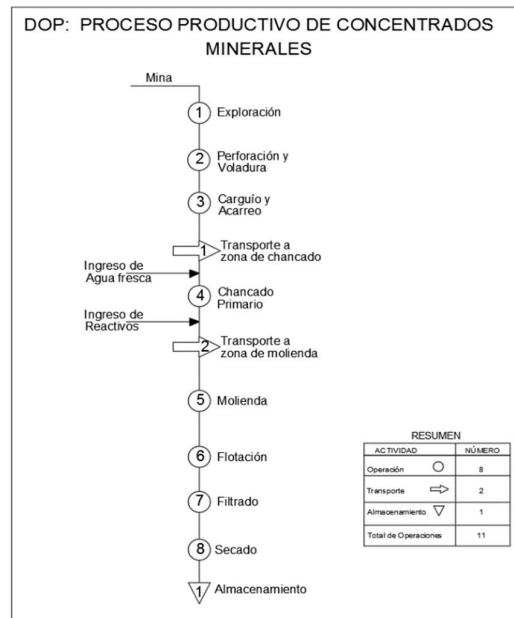 DOP: PROCESO PRODUCTIVO DE CONCENTRADOS
MINERALES
Mina
1 Exploración
2 Perforación y
Voladura
3 Carguío y
Acarreo
1 Transporte a
zona de chancado
Ingreso de
Agua fresca
4 Chancado
Primario
Ingreso de
Reactivos
2 Transporte a
zona de molienda
5 Molienda
6 Flotación
7 Filtrado
8 Secado
1 Almacenamiento
RESUMEN
ACTIVIDAD NÚMERO
Operación 8
Transporte 2
Almacenamiento 1
Total de Operaciones 11